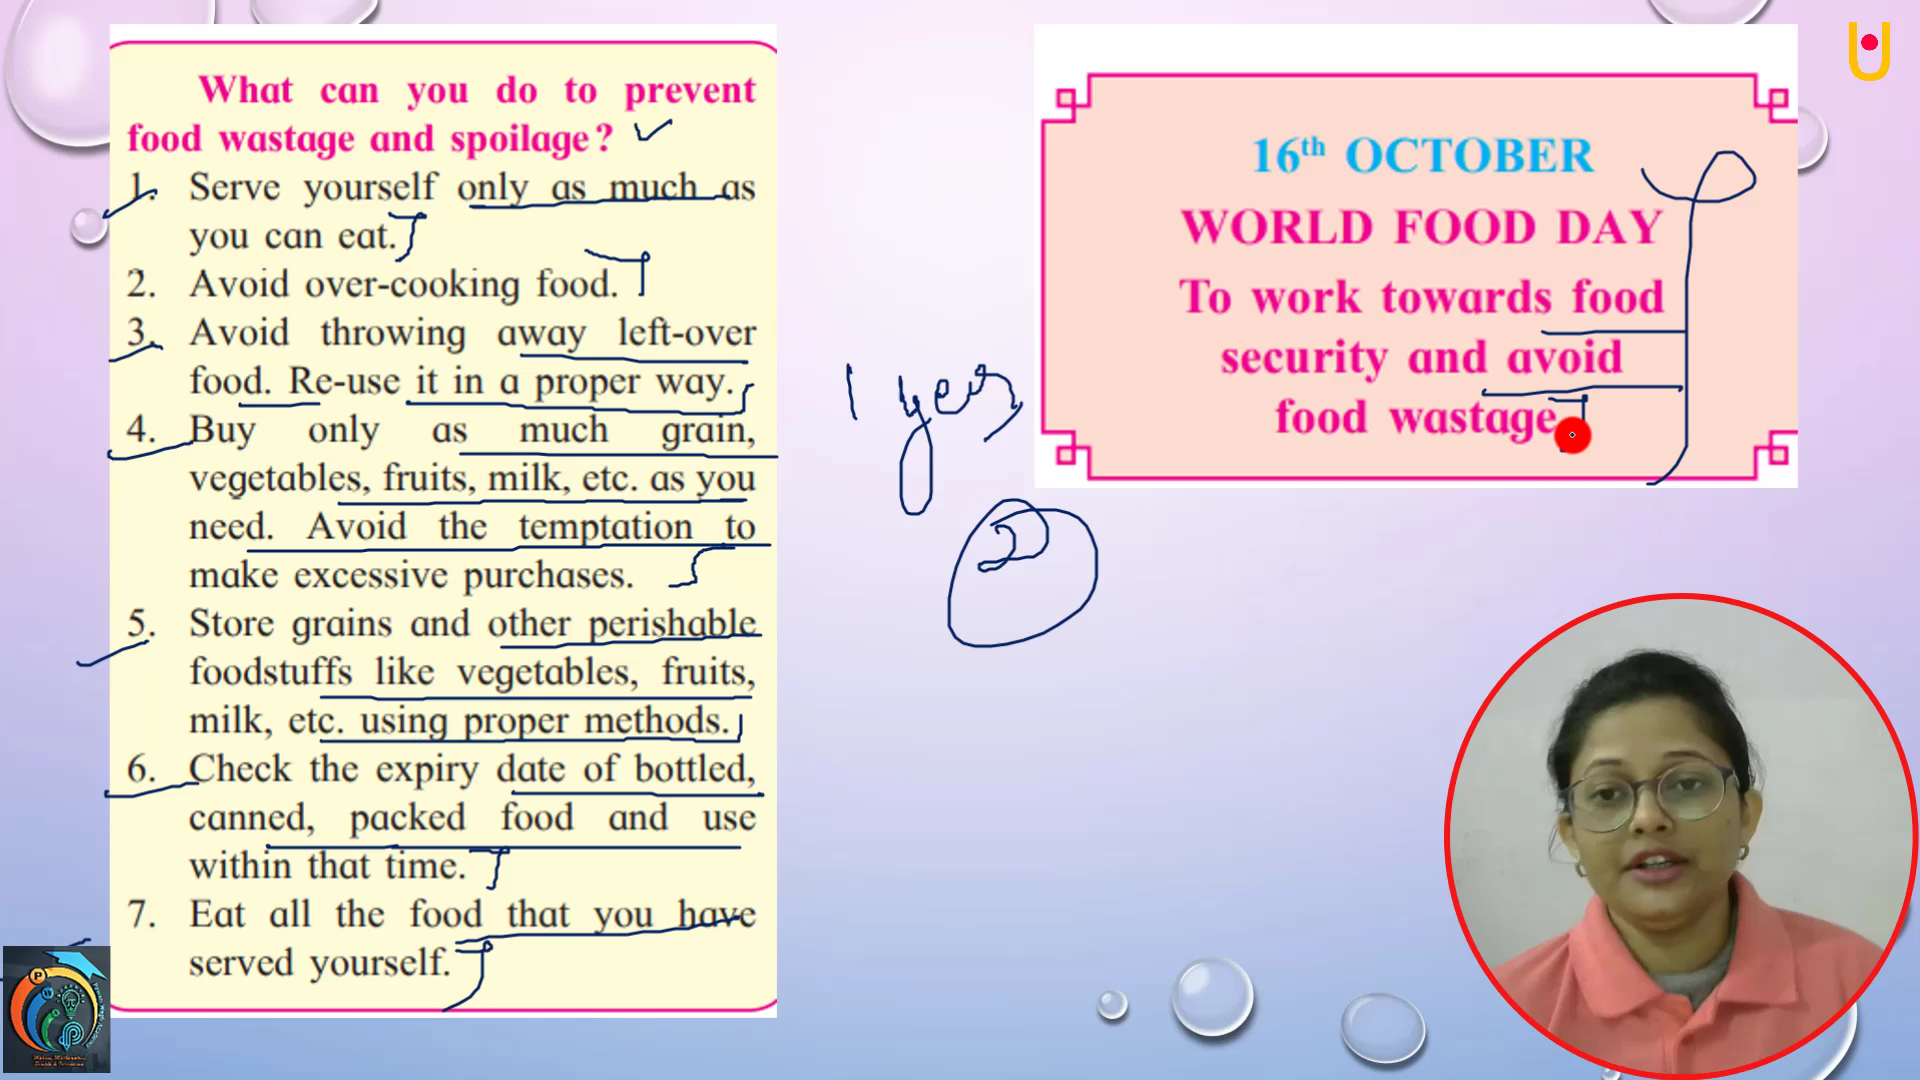 What can you do to prevent
food wastage and spoilage?
1. Serve yourself only as much as
you can eat.
2. Avoid over-cooking food.
3. Avoid throwing away left-over
food. Re-use it in a proper way.
4. Buy only as much grain,
vegetables, fruits, milk, etc. as you
need. Avoid the temptation to
make excessive purchases.
5. Store grains and other perishable
foodstuffs like vegetables, fruits,
milk, etc. using proper methods.
6. Check the expiry date of bottled,
canned, packed food and use
within that time.
7. Eat all the food that you have
served yourself.
16th OCTOBER
WORLD FOOD DAY
To work towards food
security and avoid
food wastage
1 year
2